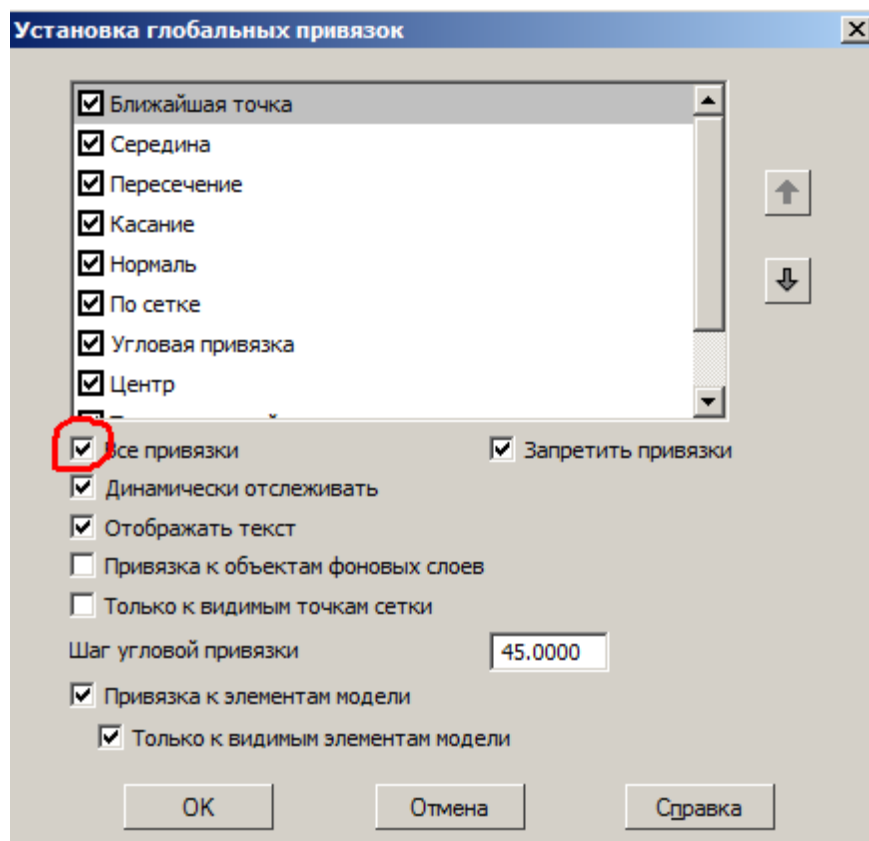 Установка глобальных привязок
Ближайшая точка
Середина
Пересечение
Касание
Нормаль
По сетке
Угловая привязка
Центр
Все привязки
Запретить привязки
Динамически отслеживать
Отображать текст
Привязка к объектам фоновых слоев
Только к видимым точкам сетки
Шаг угловой привязки
45.0000
Привязка к элементам модели
Только к видимым элементам модели
OK
Отмена
Справка